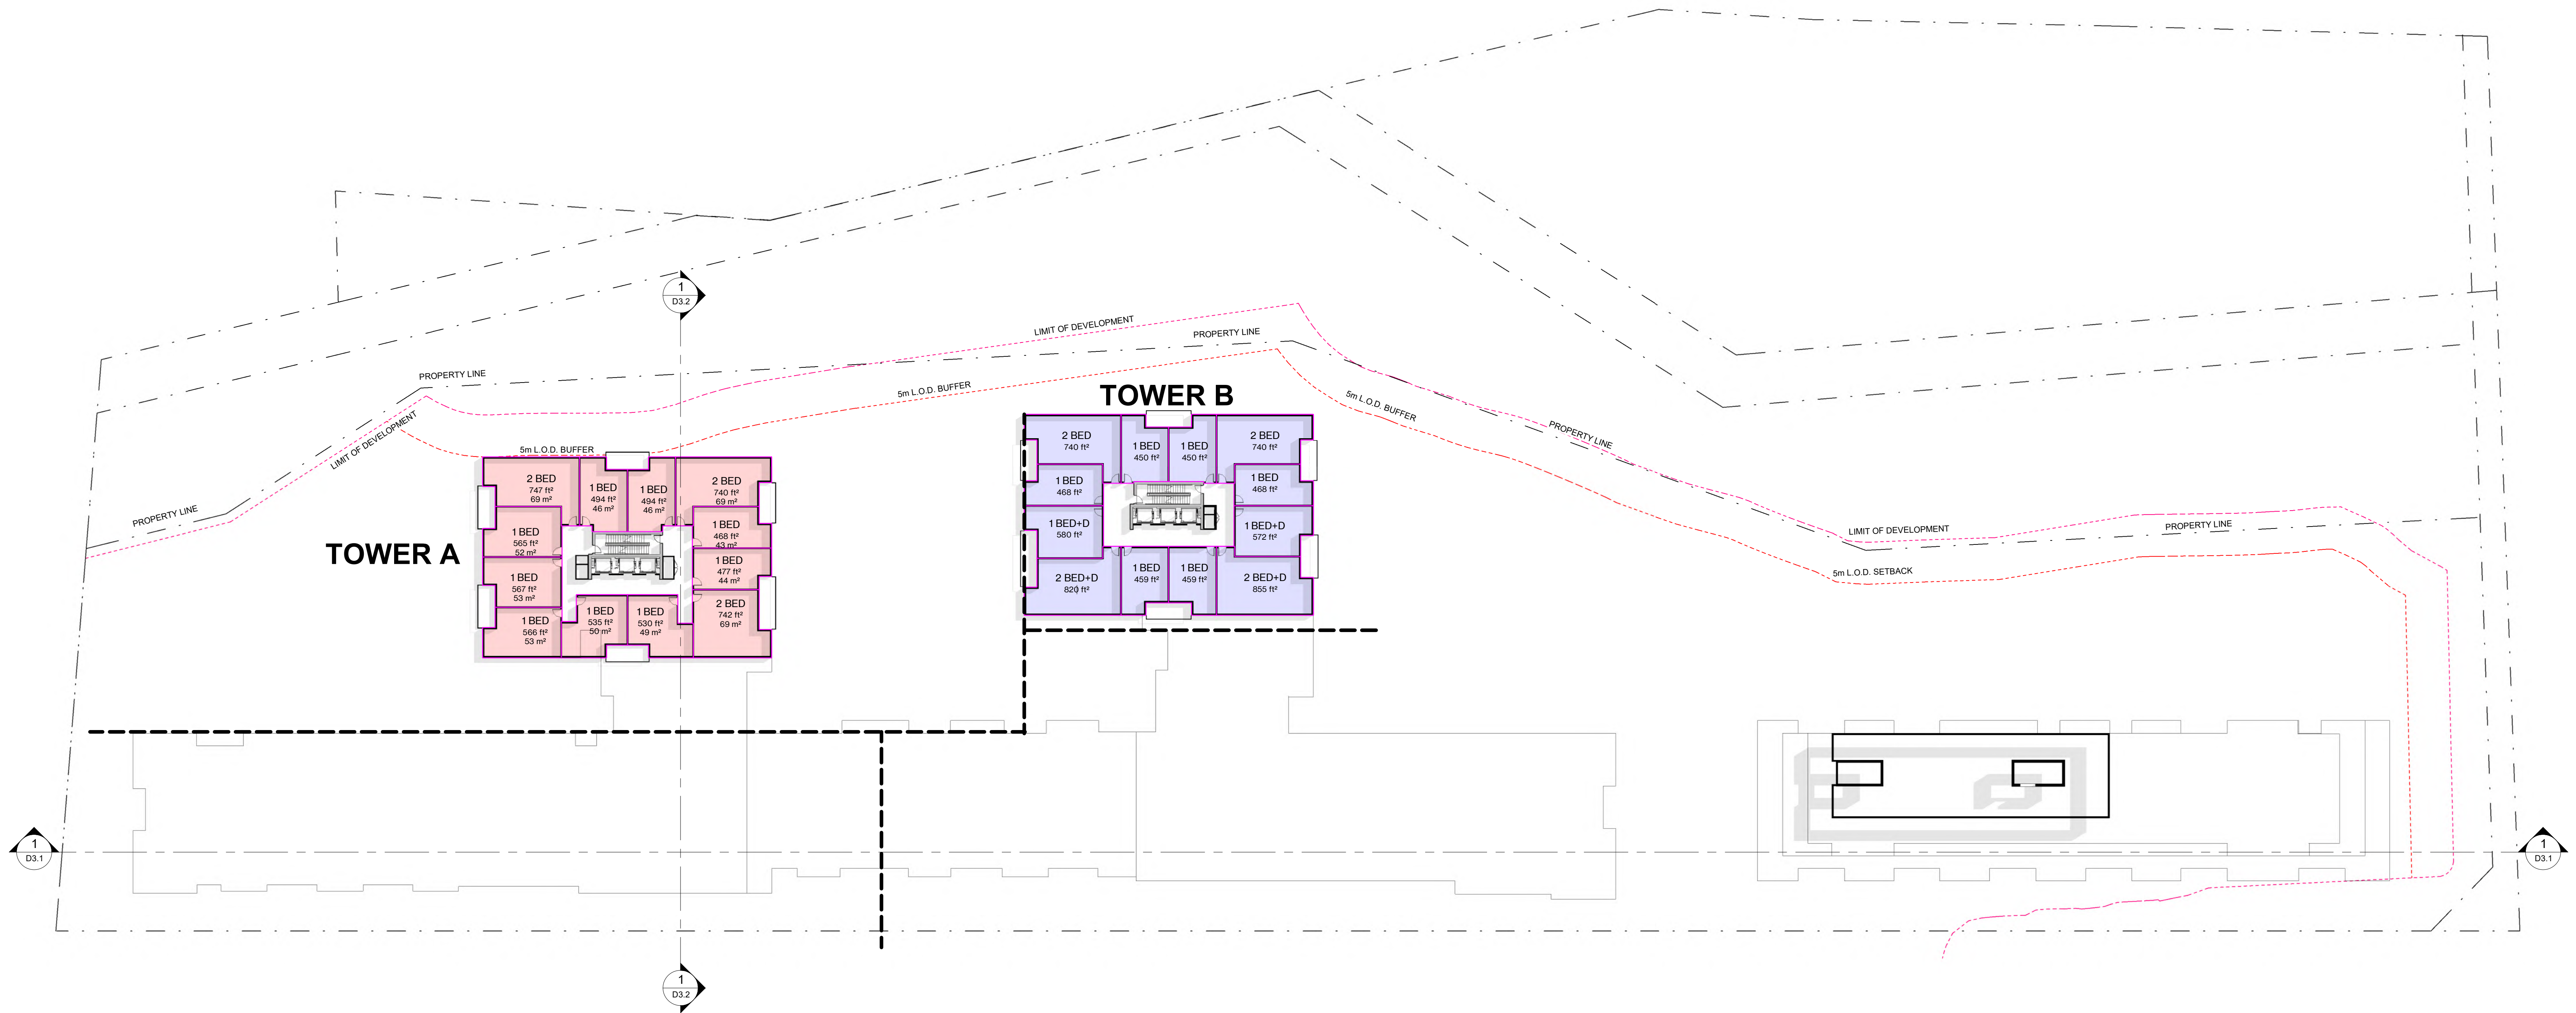 1
D3.2
LIMIT OF DEVELOPMENT
PROPERTY LINE
PROPERTY LINE
5m L.O.D. BUFFER
TOWER B
5m L.O.D. BUFFER
LIMIT OF DEVELOPMENT
PROPERTY LINE
5m L.O.D. BUFFER
PROPERTY LINE
LIMIT OF DEVELOPMENT
PROPERTY LINE
5m L.O.D. SETBACK
TOWER A
2 BED
747 ft²
69 m²
1 BED
494 ft²
46 m²
1 BED
494 ft²
46 m²
2 BED
740 ft²
69 m²
1 BED
565 ft²
52 m²
1 BED
468 ft²
43 m²
1 BED
567 ft²
53 m²
1 BED
477 ft²
44 m²
1 BED
566 ft²
53 m²
1 BED
535 ft²
50 m²
1 BED
530 ft²
49 m²
2 BED
742 ft²
69 m²
2 BED
740 ft²
1 BED
450 ft²
1 BED
450 ft²
2 BED
740 ft²
1 BED
468 ft²
1 BED
468 ft²
1 BED+D
580 ft²
1 BED+D
572 ft²
2 BED+D
820 ft²
1 BED
459 ft²
1 BED
459 ft²
2 BED+D
855 ft²
1
D3.1
1
D3.1
1
D3.2